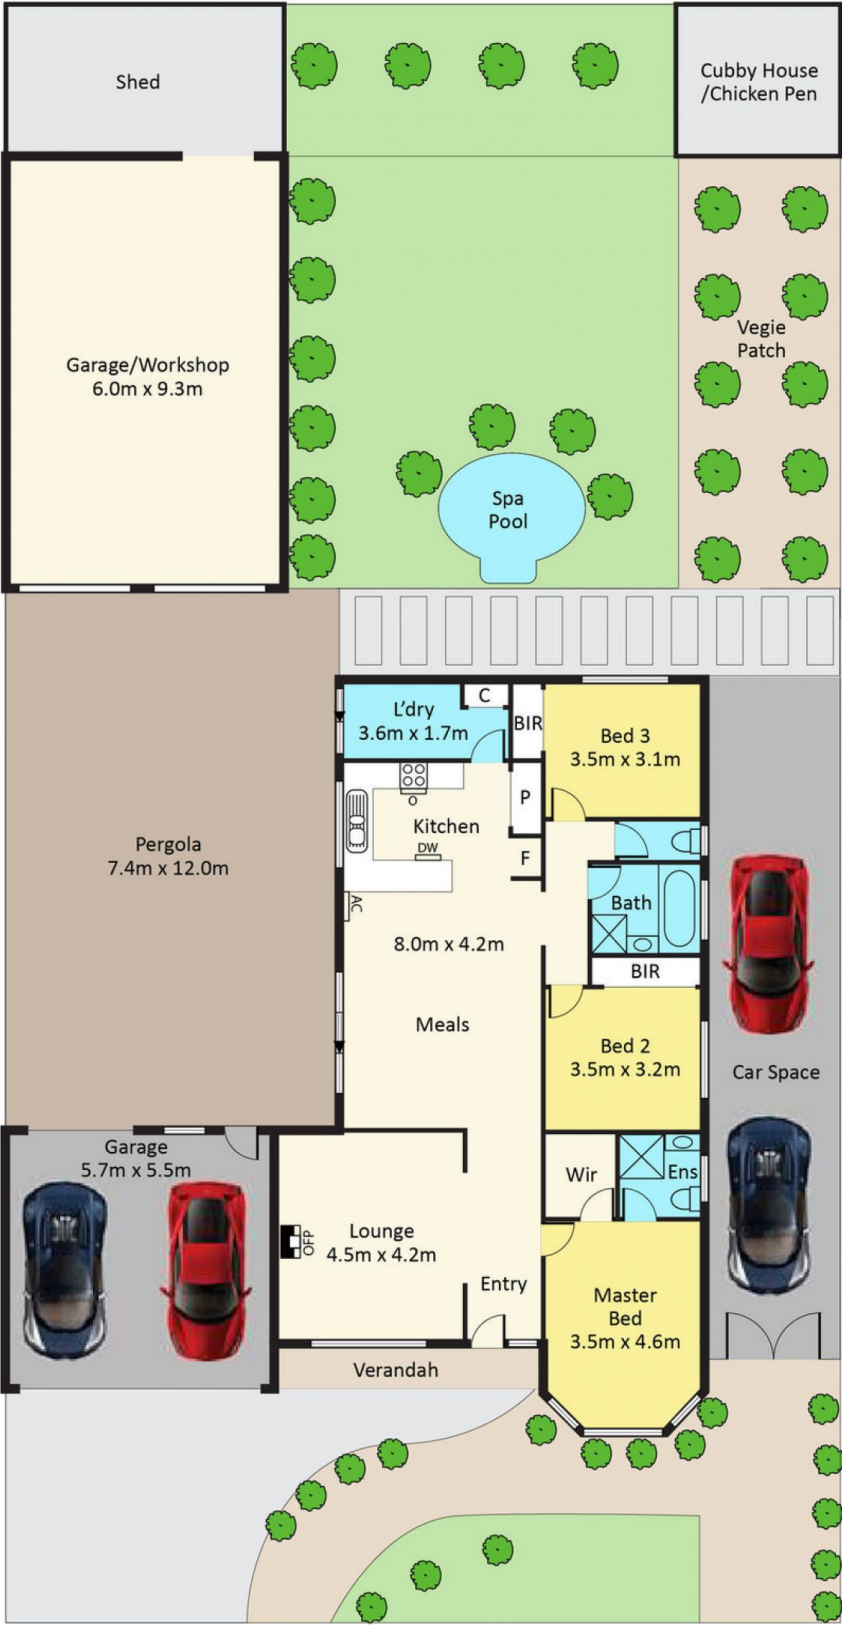 Shed
Cubby House
/Chicken Pen
Garage/Workshop
6.0m x 9.3m
Vegie
Patch
Spa
Pool
L'dry
3.6m x 1.7m
C
BIR
Bed 3
3.5m x 3.1m
O
P
Kitchen
DW
F
Pergola
7.4m x 12.0m
AC
Bath
8.0m x 4.2m
BIR
Meals
Bed 2
3.5m x 3.2m
Car Space
Garage
5.7m x 5.5m
Wir
Ens
OFP
Lounge
4.5m x 4.2m
Entry
Master
Bed
3.5m x 4.6m
Verandah